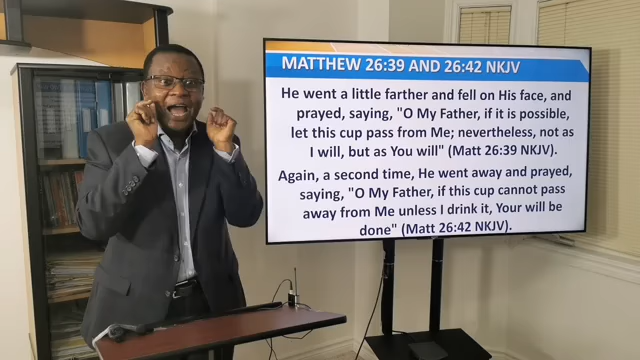 MATTHEW 26:39 AND 26:42 NKJV
He went a little farther and fell on His face, and
prayed, saying, "O My Father, if it is possible,
let this cup pass from Me; nevertheless, not as
I will, but as You will" (Matt 26:39 NKJV).
Again, a second time, He went away and prayed,
saying, "O My Father, if this cup cannot pass
away from Me unless I drink it, Your will be
done" (Matt 26:42 NKJV).